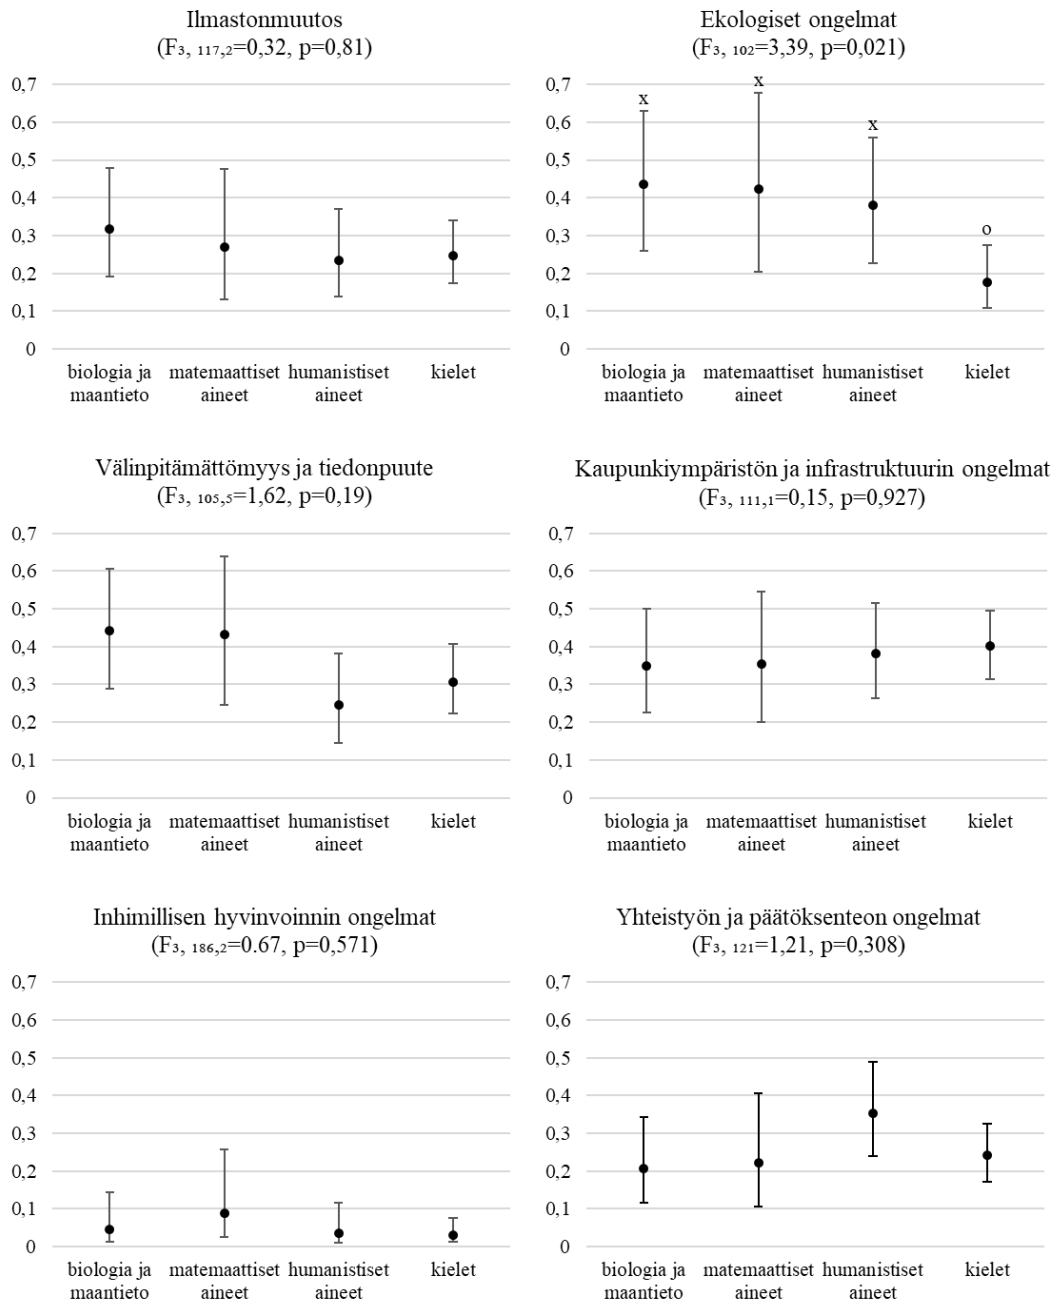 Ilmastonmuutos
(F₃, ₁₁₇,₂=0,32, p=0,81)
0,7
0,6
0,5
0,4
0,3
0,2
0,1
0
biologia ja maantieto
matemaattiset aineet
humanistiset aineet
kielet
Ekologiset ongelmat
(F₃, ₁₀₂=3,39, p=0,021)
0,7
0,6
0,5
0,4
0,3
0,2
0,1
0
x
x
x
o
biologia ja maantieto
matemaattiset aineet
humanistiset aineet
kielet
Välinpitämättömyys ja tiedonpuute
(F₃, ₁₀₅,₅=1,62, p=0,19)
0,7
0,6
0,5
0,4
0,3
0,2
0,1
0
biologia ja maantieto
matemaattiset aineet
humanistiset aineet
kielet
Kaupunkiympäristön ja infrastruktuurin ongelmat
(F₃, ₁₁₁,₁=0,15, p=0,927)
0,7
0,6
0,5
0,4
0,3
0,2
0,1
0
biologia ja maantieto
matemaattiset aineet
humanistiset aineet
kielet
Inhimillisen hyvinvoinnin ongelmat
(F₃, ₁₈₆,₂=0.67, p=0,571)
0,7
0,6
0,5
0,4
0,3
0,2
0,1
0
biologia ja maantieto
matemaattiset aineet
humanistiset aineet
kielet
Yhteistyön ja päätöksenteon ongelmat
(F₃, ₁₂₁=1,21, p=0,308)
0,7
0,6
0,5
0,4
0,3
0,2
0,1
0
biologia ja maantieto
matemaattiset aineet
humanistiset aineet
kielet